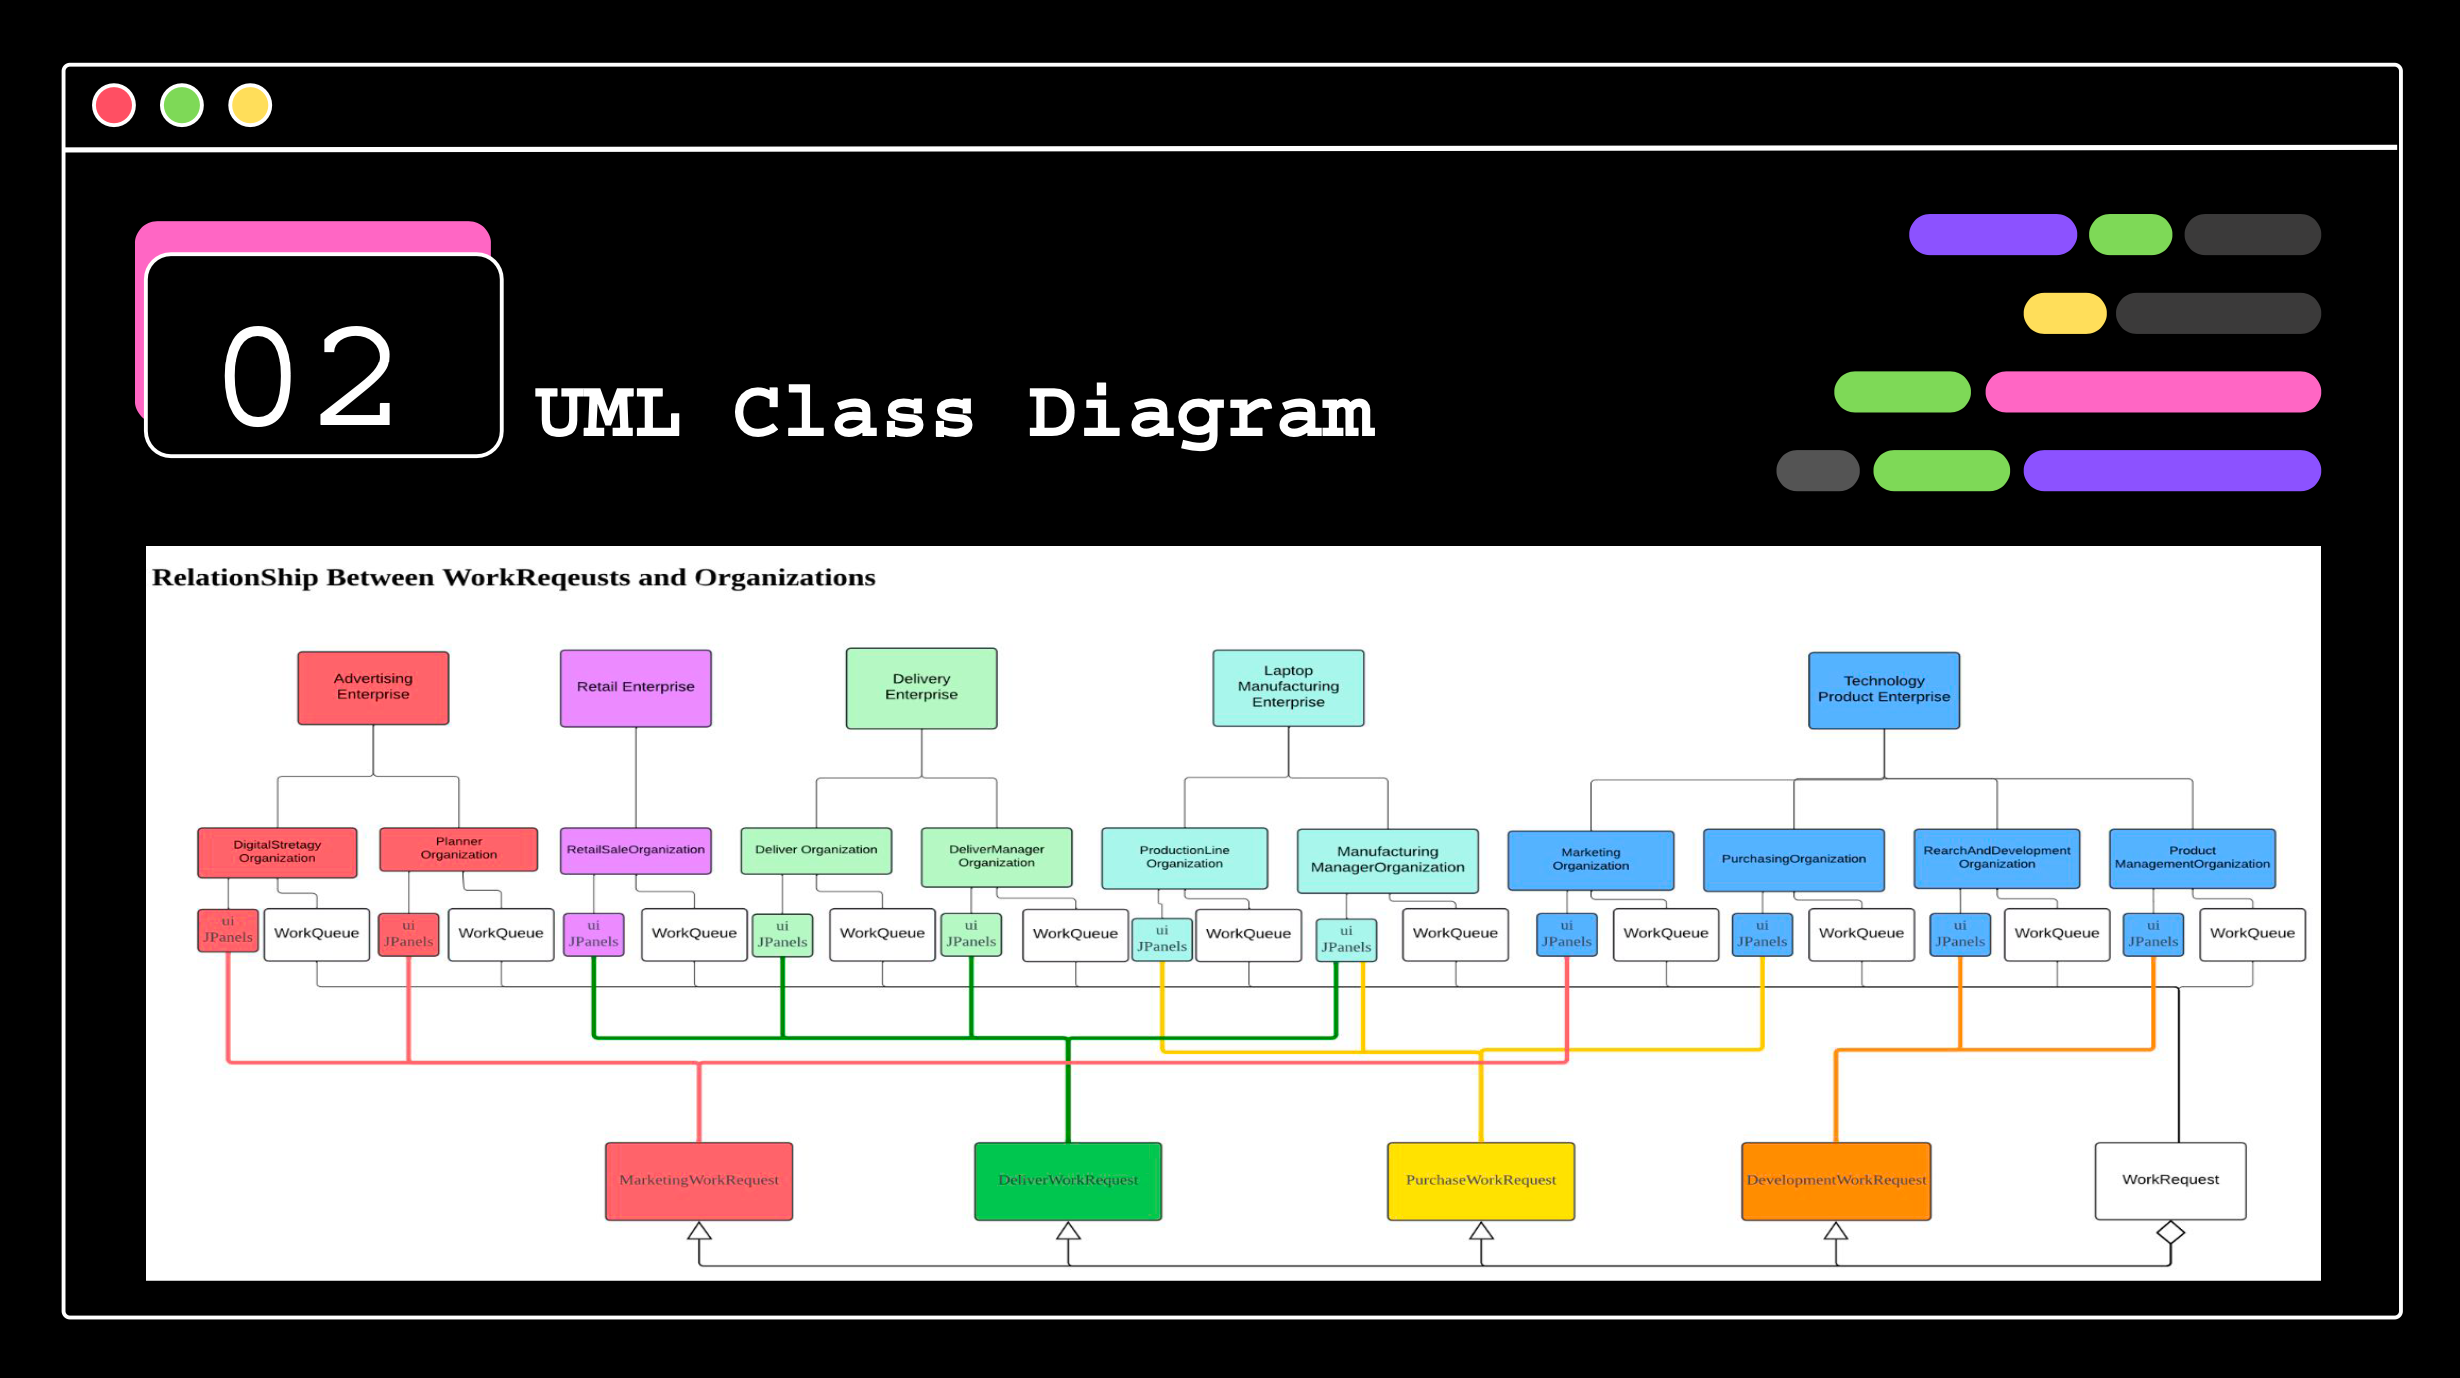 02
UML Class Diagram
RelationShip Between WorkReqeusts and Organizations
Advertising
Enterprise
Retail Enterprise
Delivery
Enterprise
Laptop
Manufacturing
Enterprise
Technology
Product Enterprise
DigitalStretagy
Organization
Planner
Organization
RetailSaleOrganization
Deliver Organization
DeliverManager
Organization
ProductionLine
Organization
Manufacturing
ManagerOrganization
Marketing
Organization
PurchasingOrganization
RearchAndDevelopment
Organization
Product
ManagementOrganization
ui
JPanels
WorkQueue
ui
JPanels
WorkQueue
ui
JPanels
WorkQueue
ui
JPanels
WorkQueue
ui
JPanels
WorkQueue
ui
JPanels
WorkQueue
ui
JPanels
WorkQueue
ui
JPanels
WorkQueue
ui
JPanels
WorkQueue
ui
JPanels
WorkQueue
ui
JPanels
WorkQueue
MarketingWorkRequest
DeliverWorkRequest
PurchaseWorkRequest
DevelopmentWorkRequest
WorkRequest